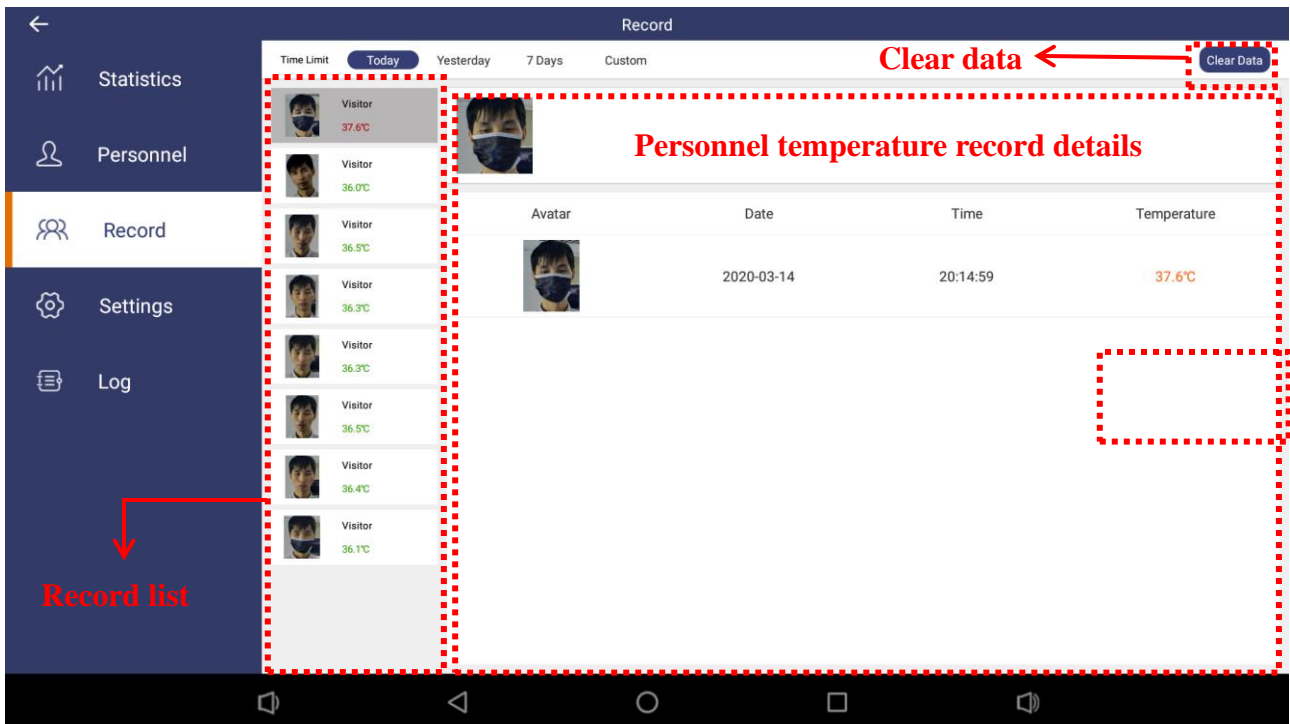 Record
Statistics
Personnel
Record
Settings
Log
Time Limit Today Yesterday 7 Days Custom
Clear data
Clear Data
Visitor
37.6℃
Visitor
36.0℃
Visitor
36.5℃
Visitor
36.3℃
Visitor
36.3℃
Visitor
36.5℃
Visitor
36.4℃
Visitor
36.1℃
Record list
Personnel temperature record details
Avatar Date Time Temperature
2020-03-14 20:14:59 37.6℃